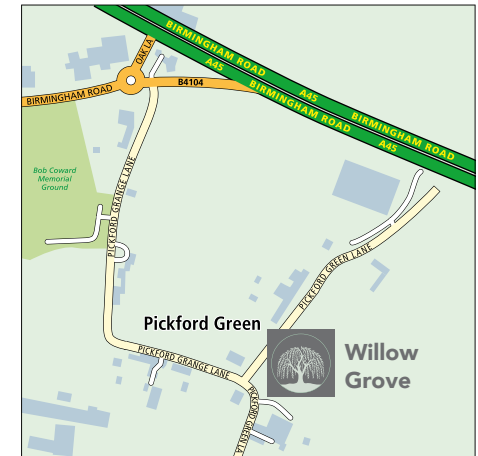 OAK LA
BIRMINGHAM ROAD
A45
A45
BIRMINGHAM ROAD
B4104
BIRMINGHAM ROAD
BIRMINGHAM ROAD
A45
Bob Coward
Memorial
Ground
PICKFORD GRANGE LANE
PICKFORD GREEN LANE
Pickford Green
PICKFORD GRANGE LANE
Willow
Grove
PICKFORD GREEN LA